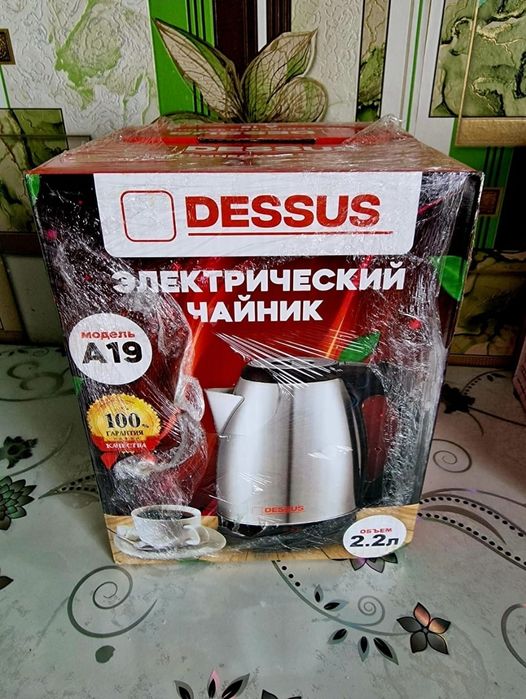 DESSUS
ЭЛЕКТРИЧЕСКИЙ
ЧАЙНИК
МОДЕЛЬ
A19
100%
ГАРАНТИЯ
КАЧЕСТВА
DESSUS
ОБЪЕМ
2.2л